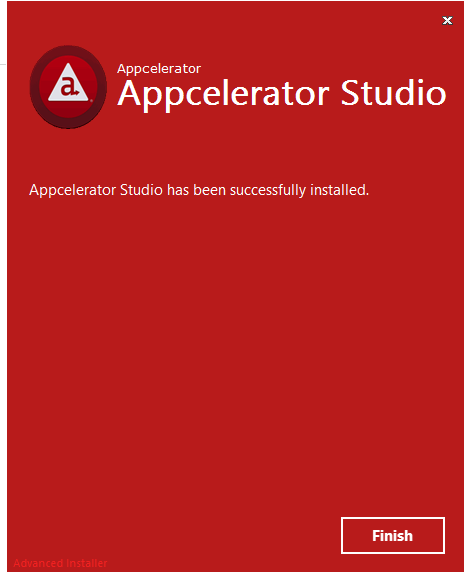 Appcelerator
Appcelerator Studio
a
Appcelerator Studio has been successfully installed.
Finish
Advanced Installer